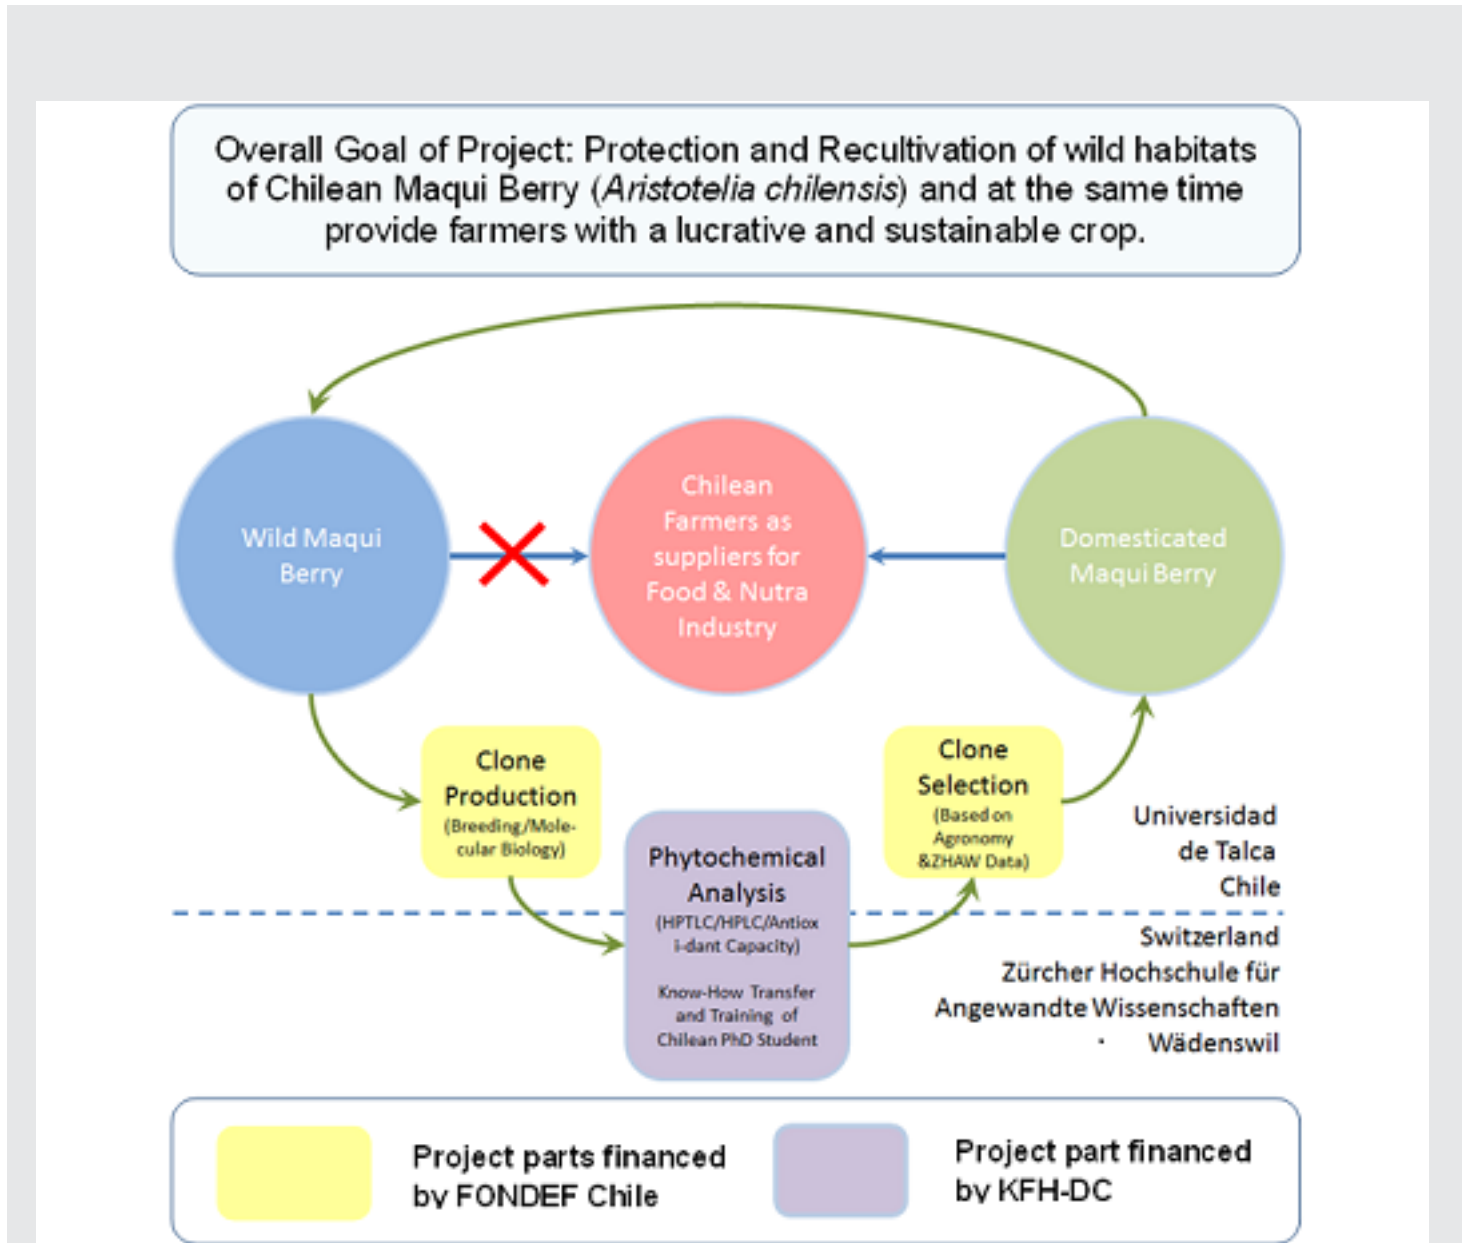 Overall Goal of Project: Protection and Recultivation of wild habitats
of Chilean Maqui Berry (Aristotelia chilensis) and at the same time
provide farmers with a lucrative and sustainable crop.
Wild Maqui
Berry
Chilean
Farmers as
suppliers for
Food & Nutra
Industry
Domesticated
Maqui Berry
Clone
Production
(Breeding/Mole-
cular Biology)
Phytochemical
Analysis
(HPTLC/HPLC/Antiox
i-dant Capacity)
Know-How Transfer
and Training of
Chilean PhD Student
Clone
Selection
(Based on
Agronomy
&ZHAW Data)
Universidad
de Talca
Chile
Switzerland
Zürcher Hochschule für
Angewandte Wissenschaften
Wädenswil
Project parts financed
by FONDEF Chile
Project part financed
by KFH-DC